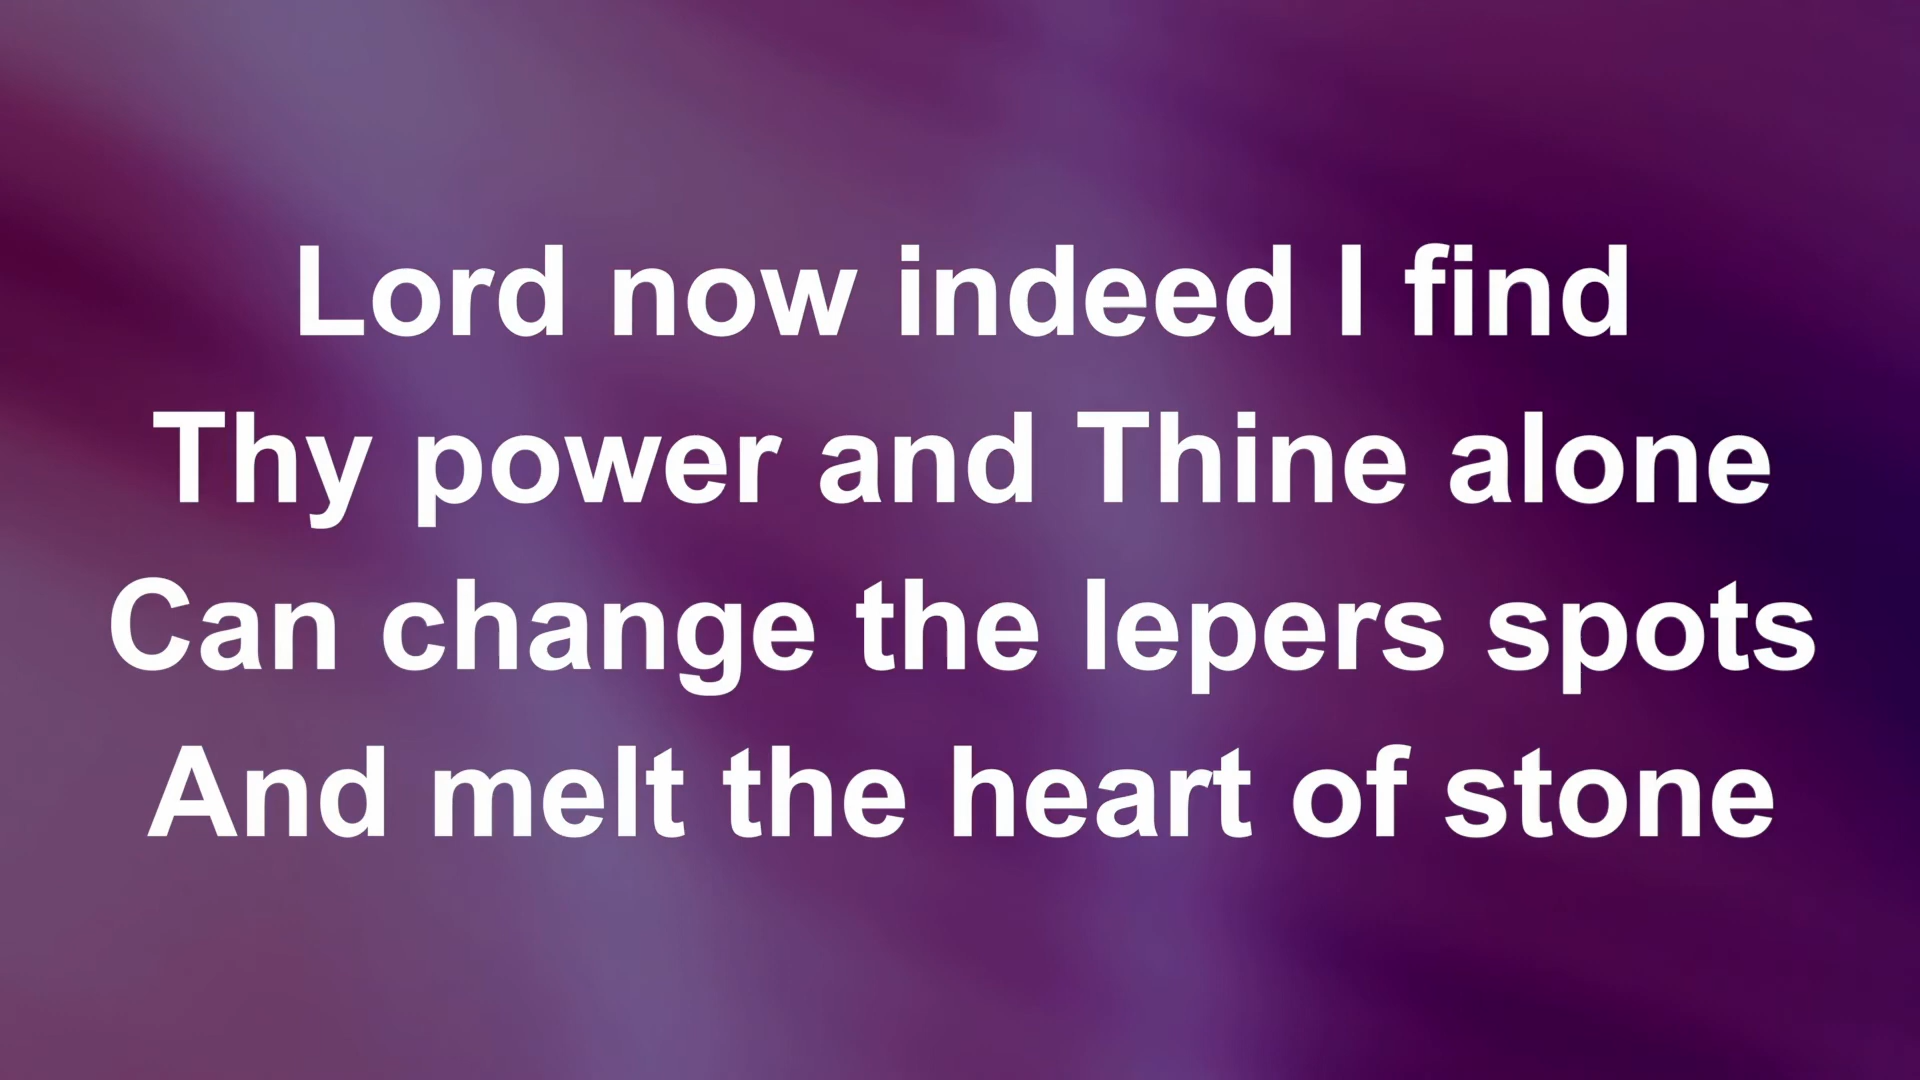 Lord now indeed I find
Thy power and Thine alone
Can change the lepers spots
And melt the heart of stone